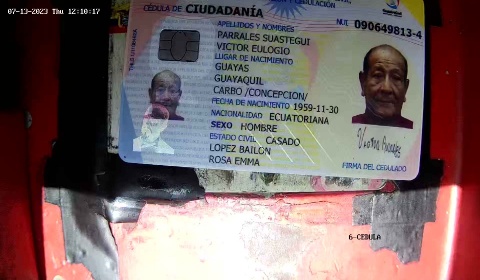 07-13-2023 Thu 12:10:17
CÉDULA DE CIUDADANÍA
APELLIDOS Y NOMBRES
PARRALES SUASTEGUI
VICTOR EULOGIO
LUGAR DE NACIMIENTO
GUAYAS
GUAYAQUIL
CARBO /CONCEPCION/
FECHA DE NACIMIENTO 1959-11-30
NACIONALIDAD ECUATORIANA
SEXO HOMBRE
ESTADO CIVIL CASADO
LOPEZ BAILON
ROSA EMMA
NUI. 090649813-4
FIRMA DEL CEDULADO
6-CEDULA